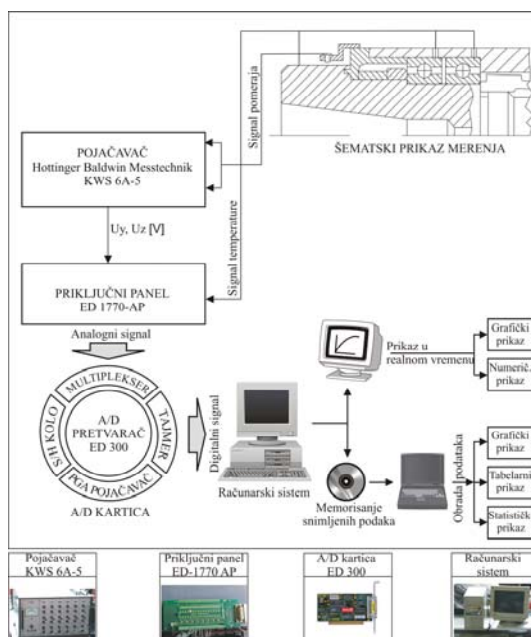 Signal pomeraja
ŠEMATSKI PRIKAZ MERENJA
POJAČAVAČ
Hottinger Baldwin Messtechnik
KWS 6A-5
Uy, Uz [V]
Signal temperature
PRIKLJUČNI PANEL
ED 1770-AP
Analogni signal
MULTIPLEKSER
S/H KOLO
A/D
PRETVARAČ
ED 300
TAJMER
PGA POJAČAVAČ
A/D KARTICA
Digitalni signal
Računarski sistem
Prikaz u
realnom vremenu
Grafički
prikaz
Numerič.
prikaz
Memorisanje
snimljenih podaka
Obrada podataka
Grafički
prikaz
Tabelarni
prikaz
Statističk
prikaz
Pojačavač
KWS 6A-5
Priključni panel
ED-1770 AP
A/D kartica
ED 300
Računarski
sistem